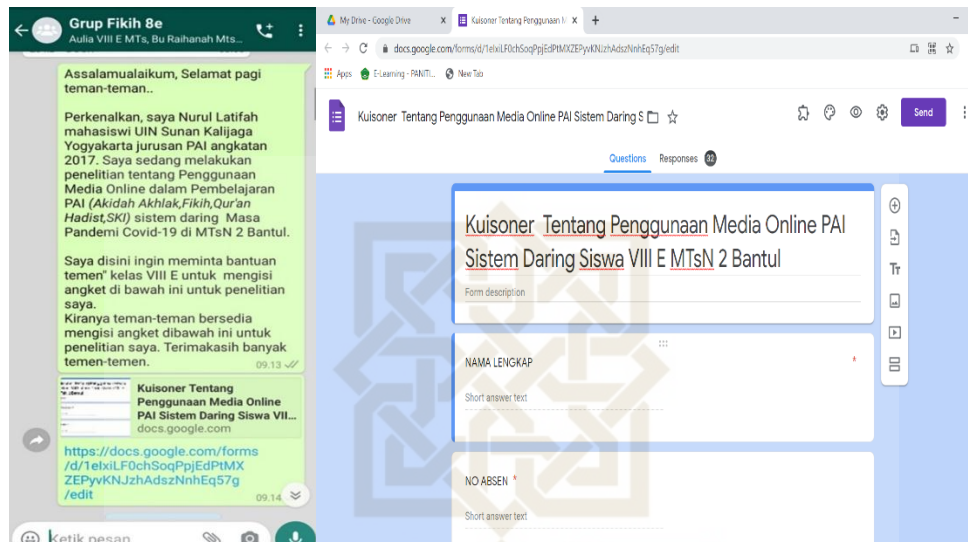 Grup Fikih 8e
Aulia VIII E MTs, Bu Raihanah Mts...
Assalamualaikum, Selamat pagi
teman-teman..
Perkenalkan, saya Nurul Latifah
mahasiswi UIN Sunan Kalijaga
Yogyakarta jurusan PAI angkatan
2017. Saya sedang melakukan
penelitian tentang Penggunaan
Media Online dalam Pembelajaran
PAI (Akidah Akhlak,Fikih,Qur'an
Hadist,SKI) sistem daring Masa
Pandemi Covid-19 di MTsN 2 Bantul.
Saya disini ingin meminta bantuan
temen" kelas VIII E untuk mengisi
angket di bawah ini untuk penelitian
saya.
Kiranya teman-teman bersedia
mengisi angket dibawah ini untuk
penelitian saya. Terimakasih banyak
temen-temen.
09.13
Kuisoner Tentang
Penggunaan Media Online
PAI Sistem Daring Siswa VII...
docs.google.com
https://docs.google.com/forms
/d/1elxiLF0chSoqPpjEdPtMX
ZEPyvKNJzhAdszNnhEq57g
/edit
09.14
Ketik pesan
My Drive - Google Drive
Kuisoner Tentang Penggunaan M
docs.google.com/forms/d/1elxiLF0chSoqPpjEdPtMXZEPyvKNJzhAdszNnhEq57g/edit
Apps
E-Learning - PANITI...
New Tab
Kuisoner Tentang Penggunaan Media Online PAI Sistem Daring S
Send
Questions
Responses
32
Kuisoner Tentang Penggunaan Media Online PAI
Sistem Daring Siswa VIII E MTsN 2 Bantul
Form description
NAMA LENGKAP
*
Short answer text
NO ABSEN *
Short answer text